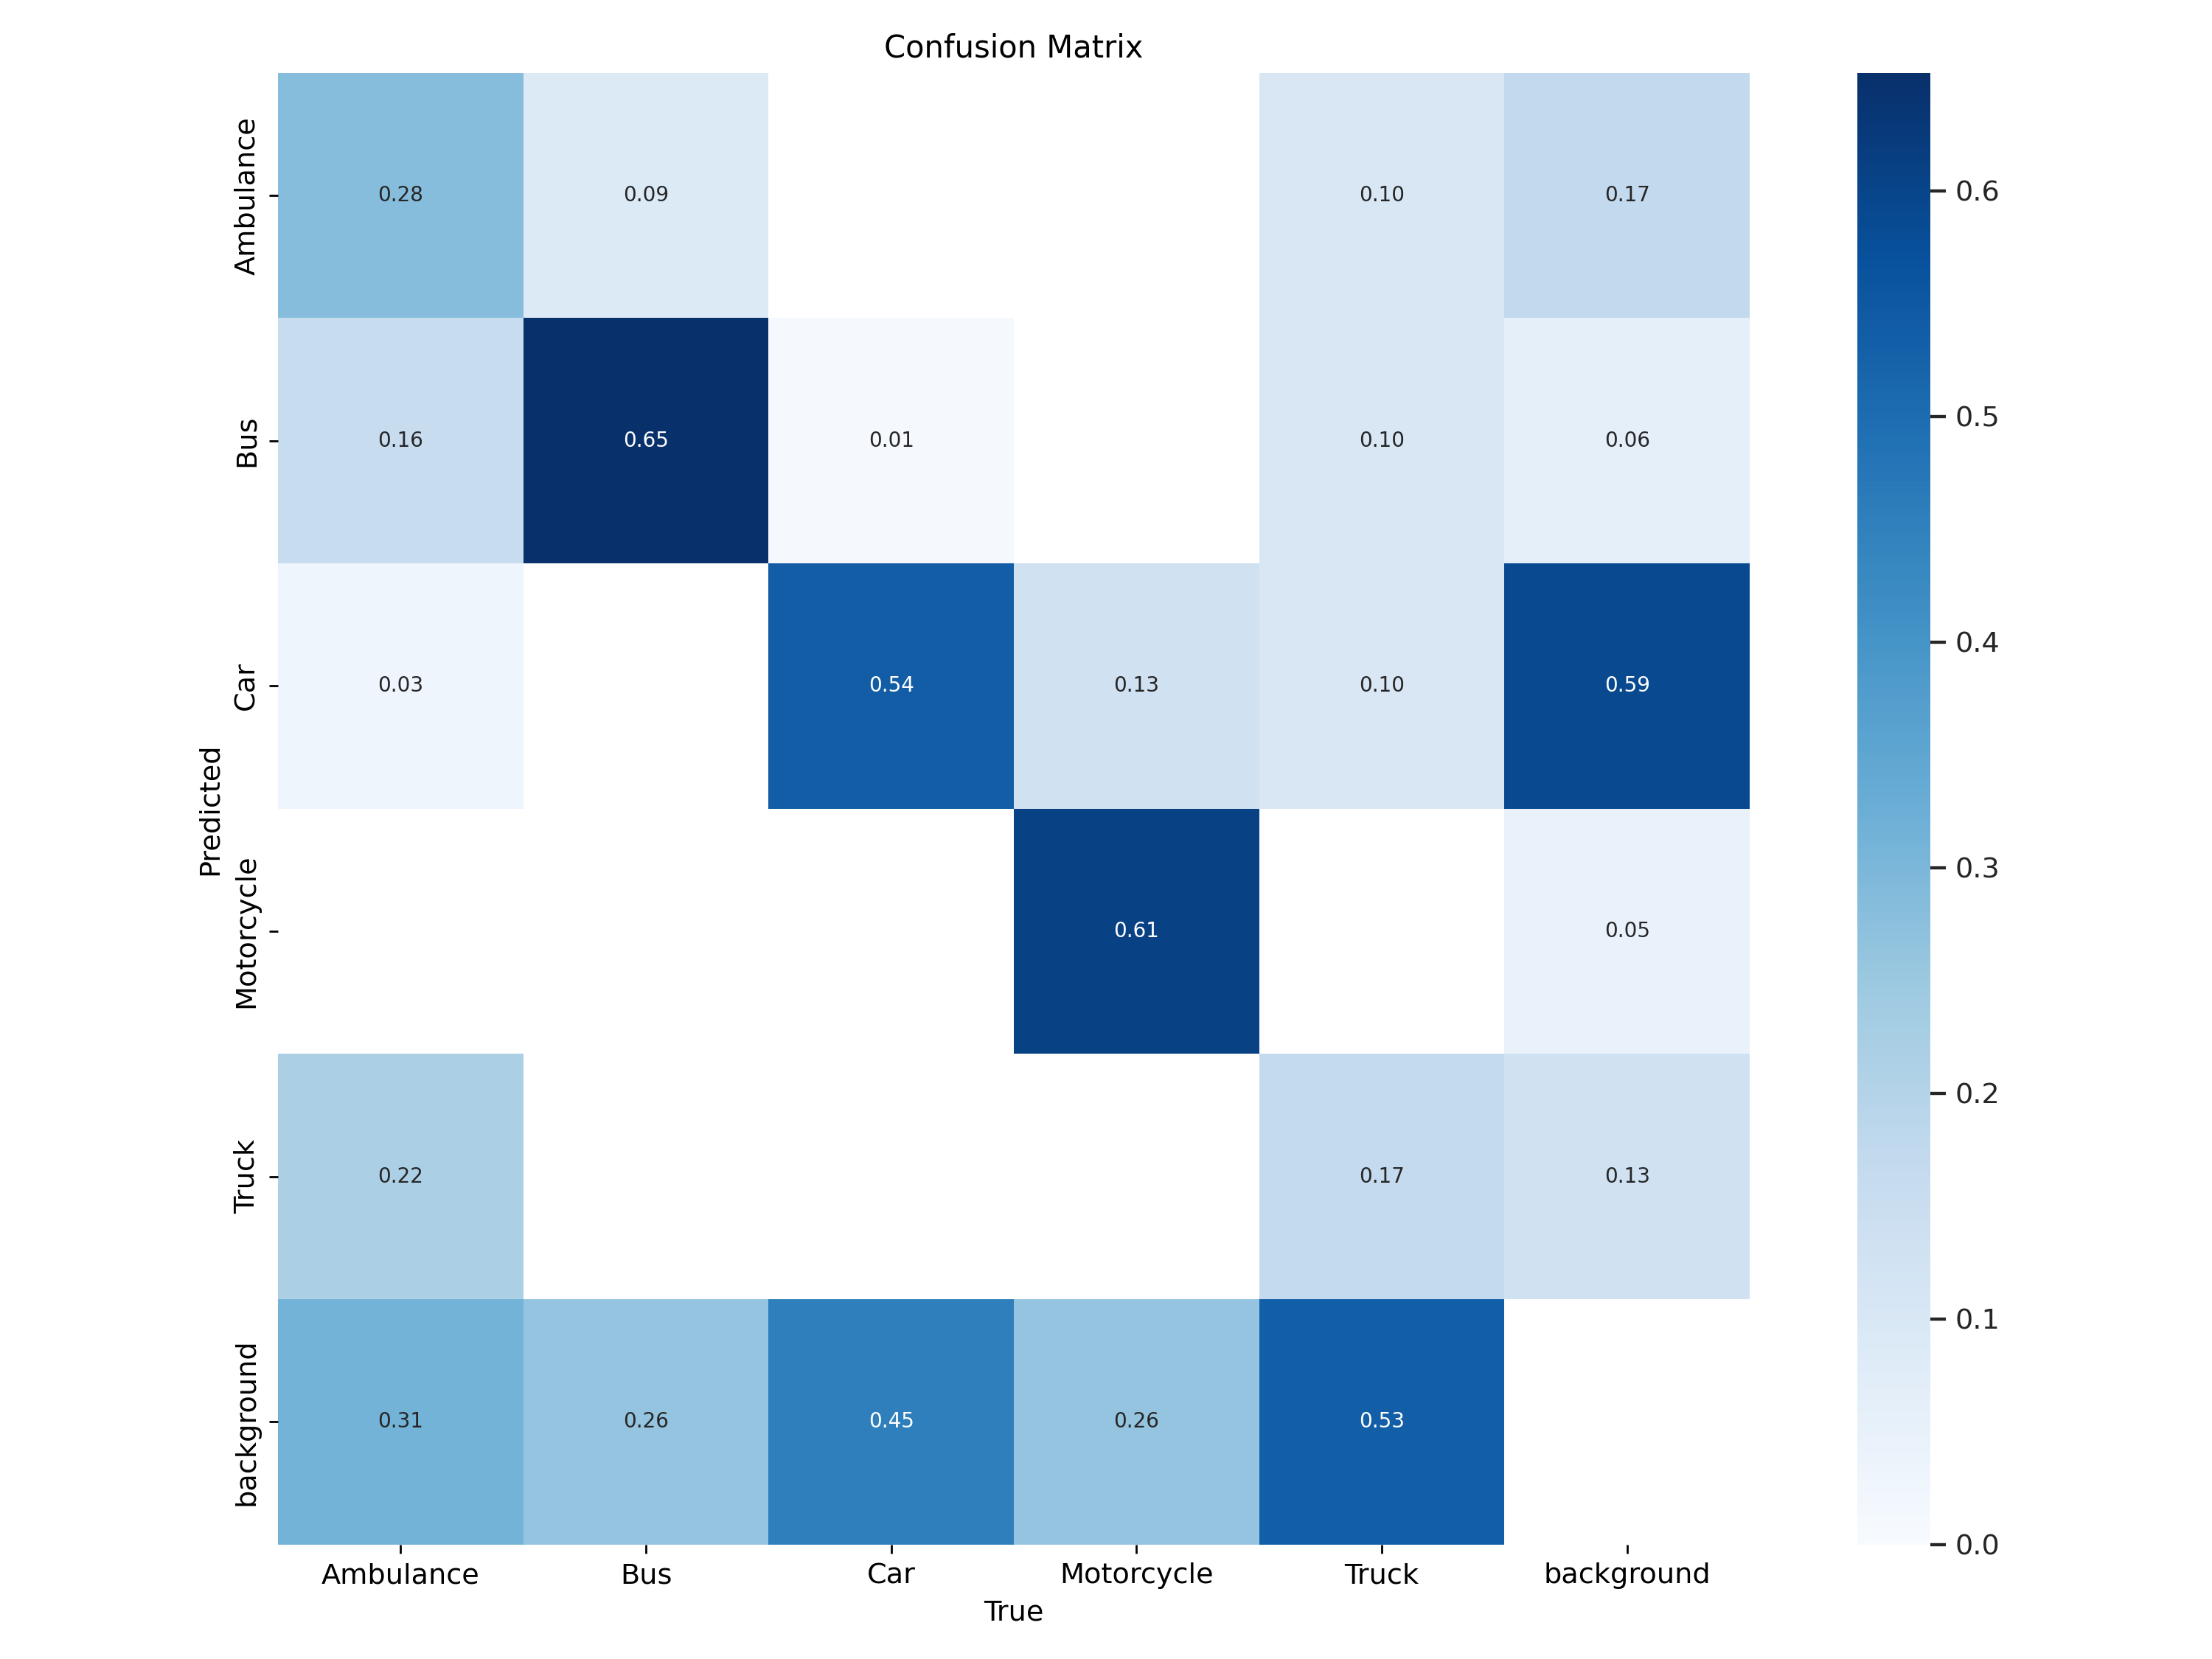 Confusion Matrix
Ambulance 0.28 0.09 0.10 0.17
Bus 0.16 0.65 0.01 0.10 0.06
Car 0.03 0.54 0.13 0.10 0.59
Motorcycle 0.61 0.05
Truck 0.22 0.17 0.13
background 0.31 0.26 0.45 0.26 0.53
Predicted
Ambulance Bus Car Motorcycle Truck background
True
0.6
0.5
0.4
0.3
0.2
0.1
0.0